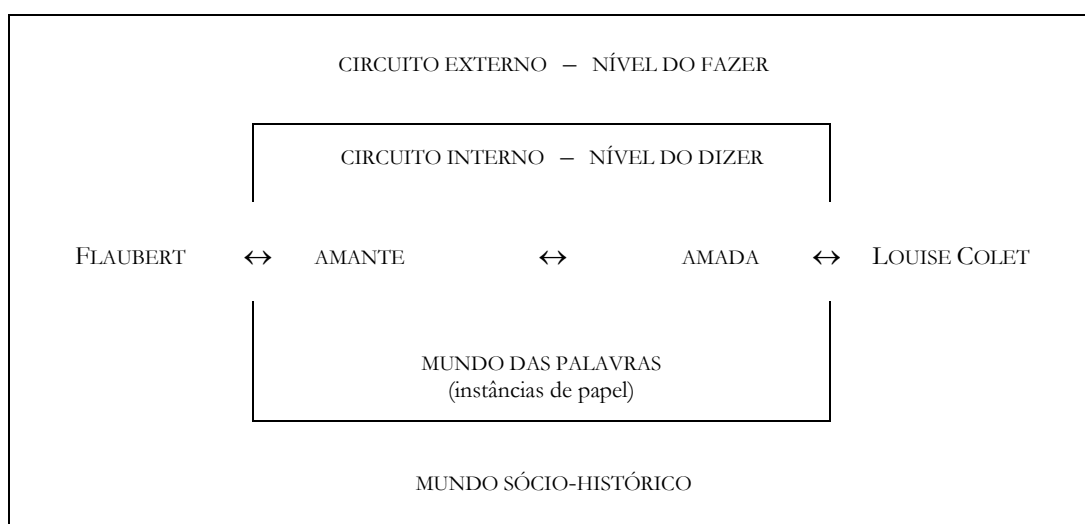 CIRCUITO EXTERNO – NÍVEL DO FAZER
CIRCUITO INTERNO – NÍVEL DO DIZER
FLAUBERT ↔ AMANTE ↔ AMADA ↔ LOUISE COLET
MUNDO DAS PALAVRAS
(instâncias de papel)
MUNDO SÓCIO-HISTÓRICO